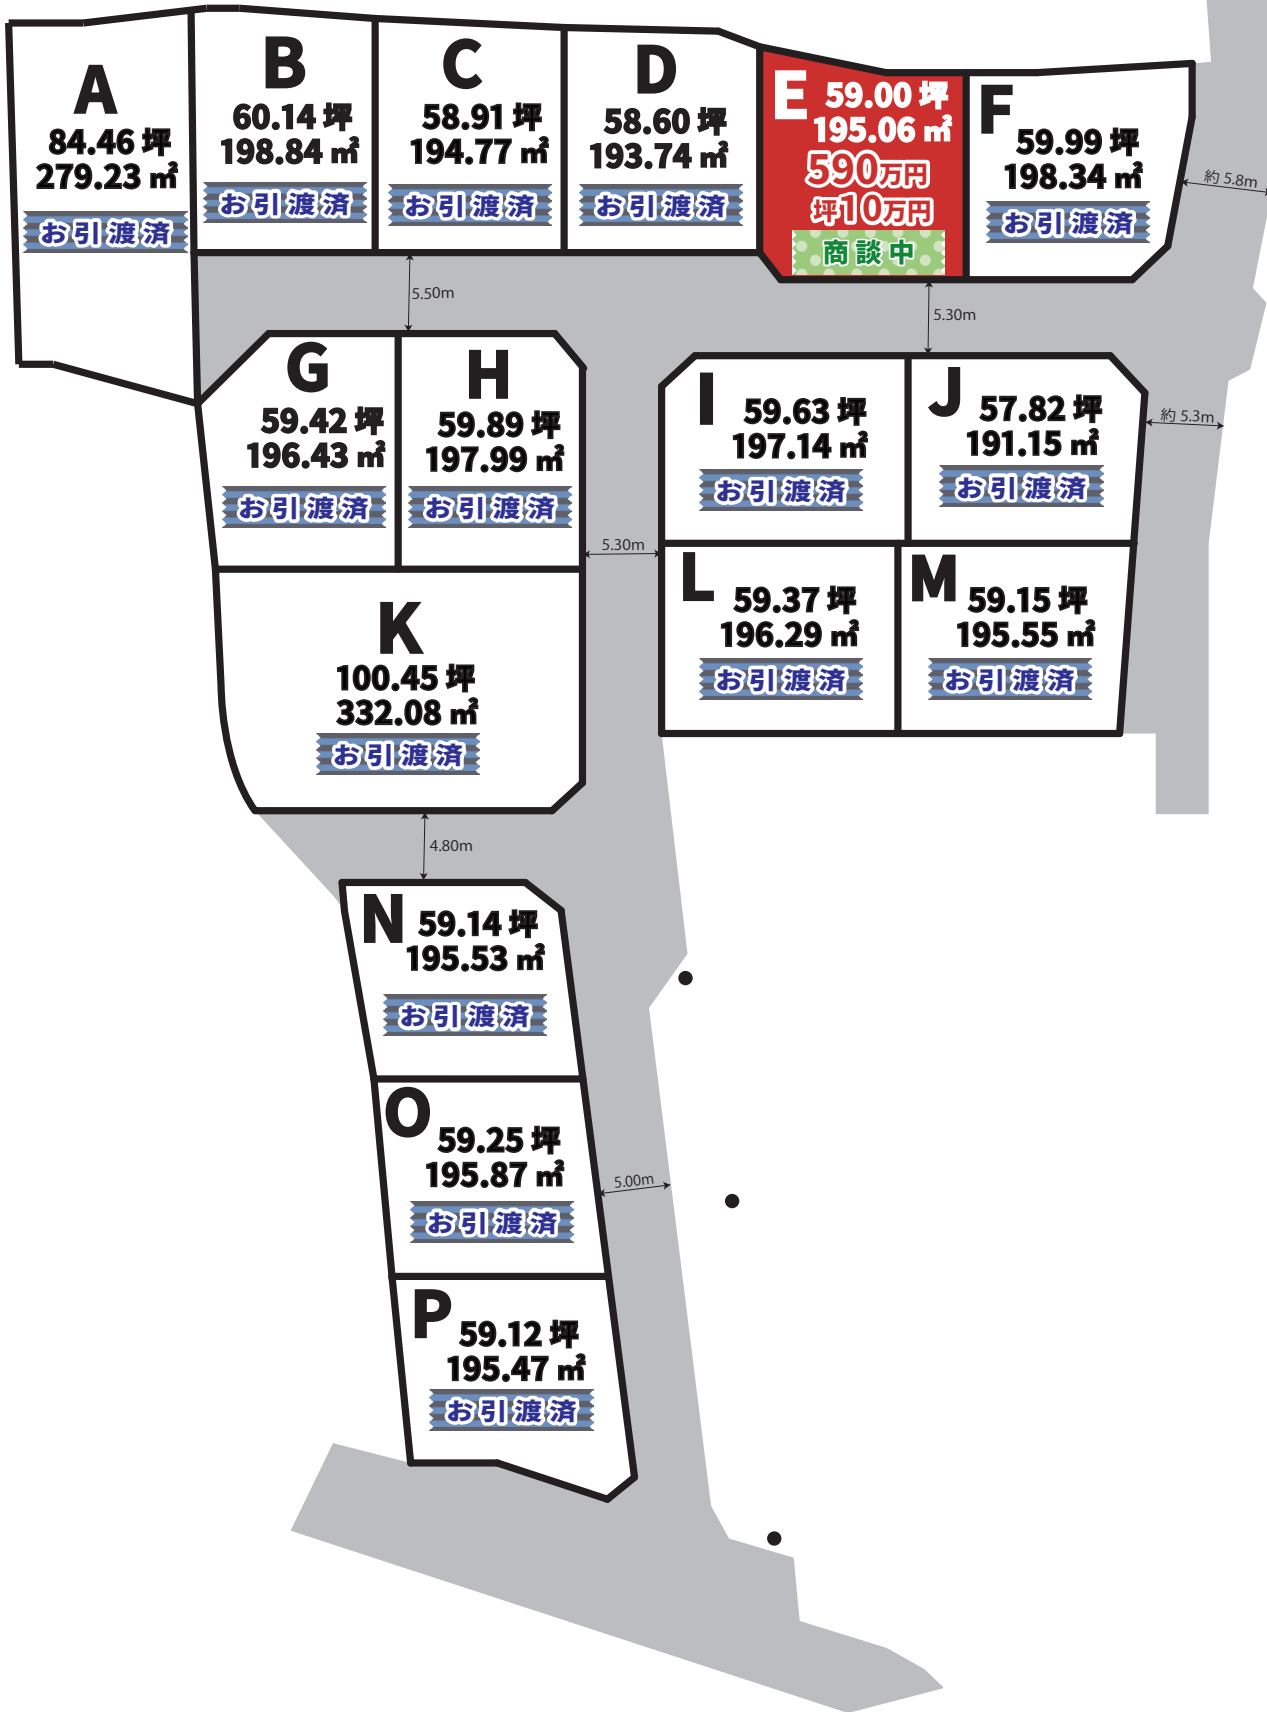 A
84.46 坪
279.23 ㎡
お引渡済
B
60.14 坪
198.84 ㎡
お引渡済
C
58.91 坪
194.77 ㎡
お引渡済
D
58.60 坪
193.74 ㎡
お引渡済
E
59.00 坪
195.06 ㎡
590万円
坪10万円
商談中
F
59.99 坪
198.34 ㎡
お引渡済
約 5.8m
5.50m
5.30m
G
59.42 坪
196.43 ㎡
お引渡済
H
59.89 坪
197.99 ㎡
お引渡済
I
59.63 坪
197.14 ㎡
お引渡済
J
57.82 坪
191.15 ㎡
お引渡済
約 5.3m
5.30m
K
100.45 坪
332.08 ㎡
お引渡済
L
59.37 坪
196.29 ㎡
お引渡済
M
59.15 坪
195.55 ㎡
お引渡済
4.80m
N
59.14 坪
195.53 ㎡
お引渡済
O
59.25 坪
195.87 ㎡
お引渡済
5.00m
P
59.12 坪
195.47 ㎡
お引渡済